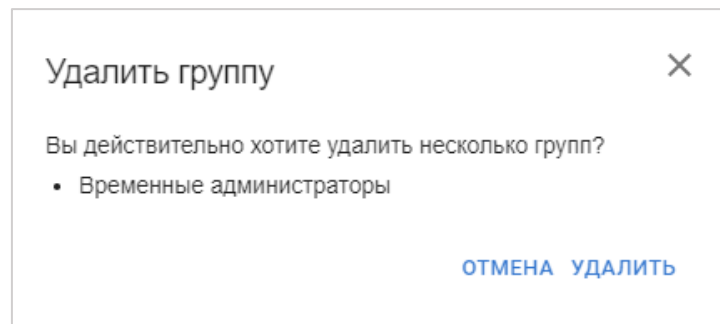 Удалить группу
Вы действительно хотите удалить несколько групп?
• Временные администраторы
ОТМЕНА УДАЛИТЬ